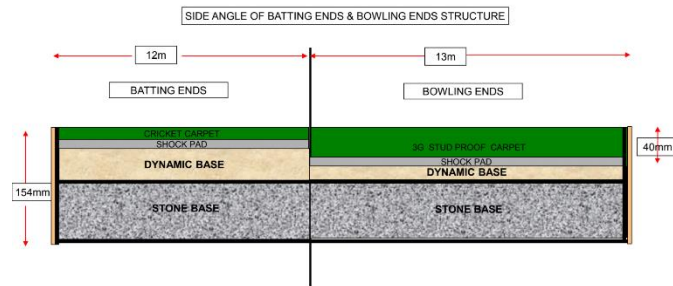 SIDE ANGLE OF BATTING ENDS & BOWLING ENDS STRUCTURE
12m
13m
BATTING ENDS
BOWLING ENDS
CRICKET CARPET
SHOCK PAD
DYNAMIC BASE
STONE BASE
154mm
3G STUD PROOF CARPET
SHOCK PAD
DYNAMIC BASE
STONE BASE
40mm